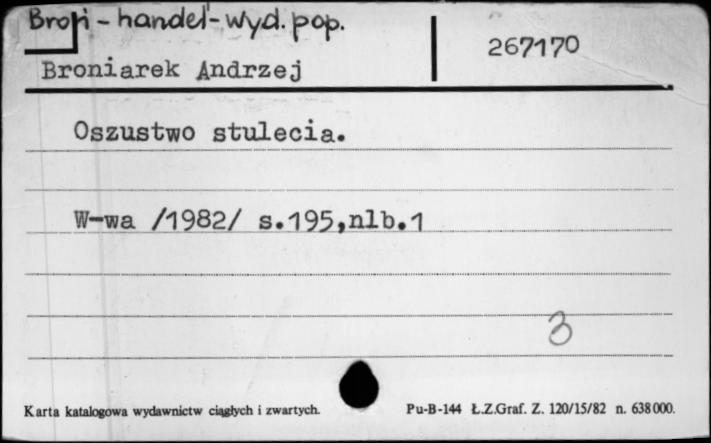 Broń - handel - wyd. pop.
267170
Broniarek Andrzej
Oszustwo stulecia.
W-wa /1982/ s.195,nlb.1
3
Karta katalogowa wydawnictw ciągłych i zwartych.
Pu-B-144 Ł.Z.Graf. Z. 120/15/82 n. 638000.